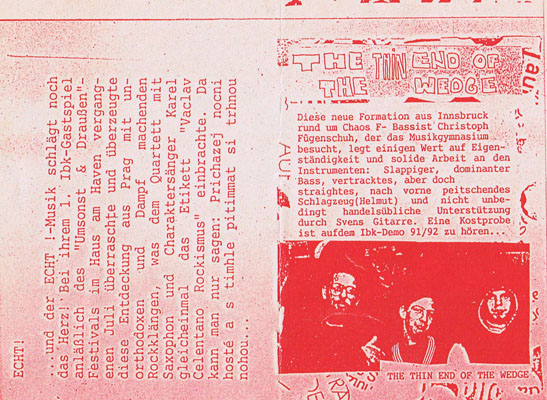 ECHT!
...und der ECHT !-Musik schlägt noch
das Herz! Bei ihrem 1. Ibk-Gastspiel
anläßlich des "Umsonst & Draußen"-
Festivals im Haus am Haven vergang-
enen Juli überraschte und überzeugte
diese Entdeckung aus Prag mit un-
orthodoxen und Dampf machenden
Rockklängen, was dem Quartett mit
Saxophon und Charaktersänger Karel
gleicheinmal das Etikett "Vaclav
Celentano Rockismus" einbrachte. Da
kann man nur sagen: Prichazej nocni
hosté a s timhle pitimmat si trhnou
nohou...
THE THIN END OF
THE WEDGE
Diese neue Formation aus Innsbruck
rund um Chaos F- Bassist Christoph
Fügenschuh, der das Musikgymnasium
besucht, legt einigen Wert auf Eigen-
ständigkeit und solide Arbeit an den
Instrumenten: Slappiger, dominanter
Bass, vertracktes, aber doch
straightes, nach vorne peitschendes
Schlagzeug(Helmut) und nicht unbe-
dingt handelsübliche Unterstützung
durch Svens Gitarre. Eine Kostprobe
ist aufdem Ibk-Demo 91/92 zu hören...
THE THIN END OF THE WEDGE